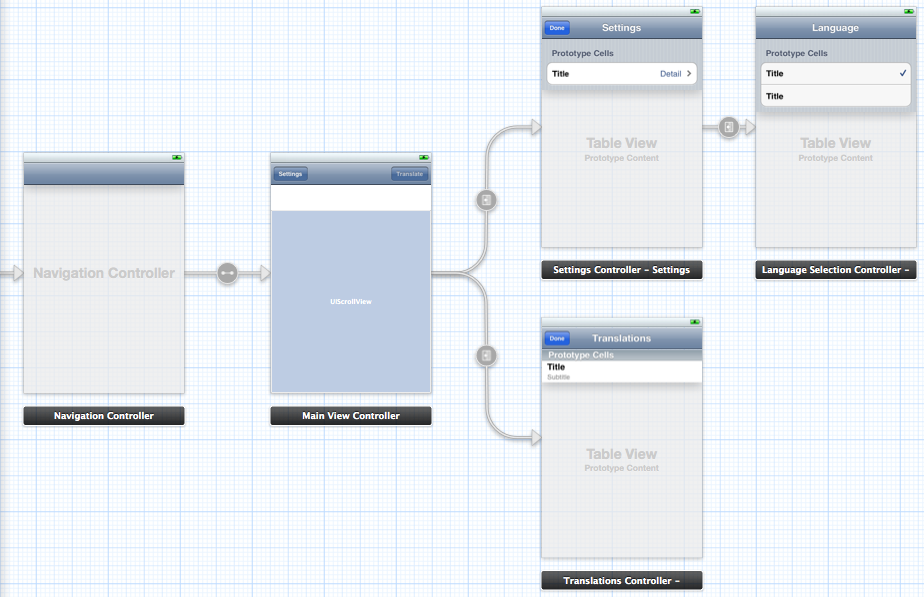 Navigation Controller
Navigation Controller
Settings
Translate
UIScrollView
Main View Controller
Done
Settings
Prototype Cells
Title
Detail
Table View
Prototype Content
Settings Controller - Settings
Language
Prototype Cells
Title
Title
Table View
Prototype Content
Language Selection Controller -
Done
Translations
Prototype Cells
Title
Subtitle
Table View
Prototype Content
Translations Controller -